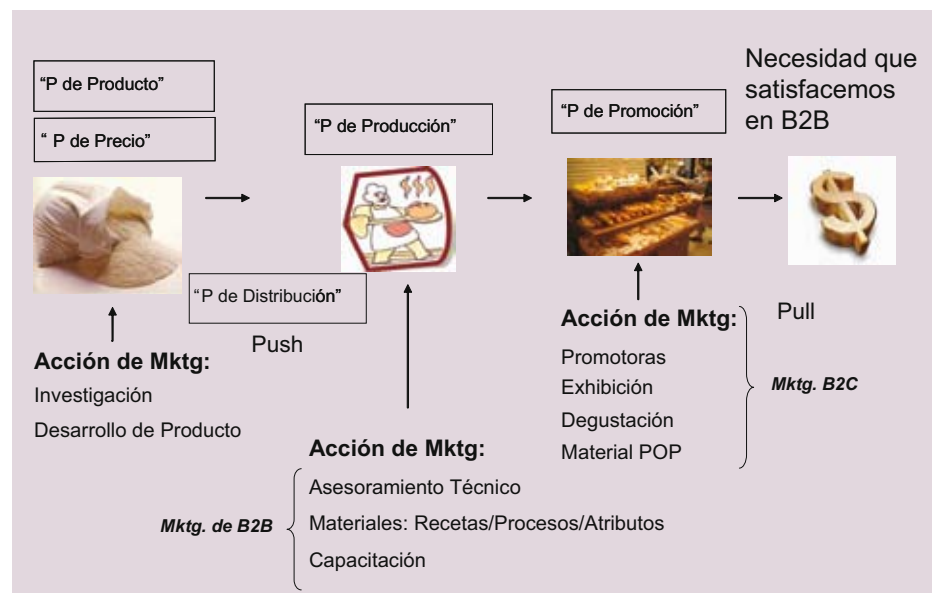 “P de Producto”
“ P de Precio”
“P de Producción”
“P de Promoción”
Necesidad que
satisfacemos
en B2B
“P de Distribución”
Push
Pull
Acción de Mktg:
Investigación
Desarrollo de Producto
Acción de Mktg:
Asesoramiento Técnico
Materiales: Recetas/Procesos/Atributos
Capacitación
Mktg. de B2B
Acción de Mktg:
Promotoras
Exhibición
Degustación
Material POP
Mktg. B2C